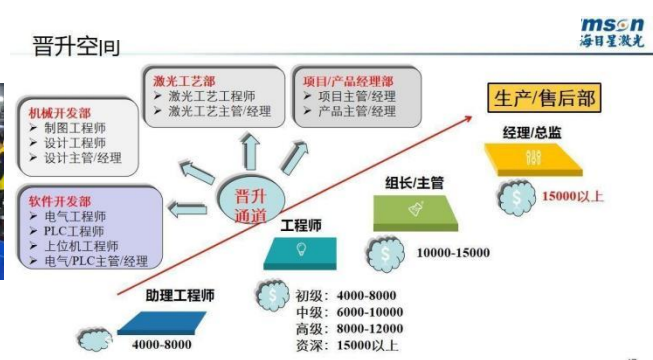 晋升空间
mson
海目星激光
激光工艺部
➢ 激光工艺工程师
➢ 激光工艺主管/经理
项目/产品经理部
➢ 项目主管/经理
➢ 产品主管/经理
机械开发部
➢ 制图工程师
➢ 设计工程师
➢ 设计主管/经理
软件开发部
➢ 电气工程师
➢ PLC工程师
➢ 上位机工程师
➢ 电气/PLC主管/经理
晋升
通道
生产/售后部
经理/总监
15000以上
组长/主管
10000-15000
工程师
初级：4000-8000
中级：6000-10000
高级：8000-12000
资深：15000以上
助理工程师
4000-8000